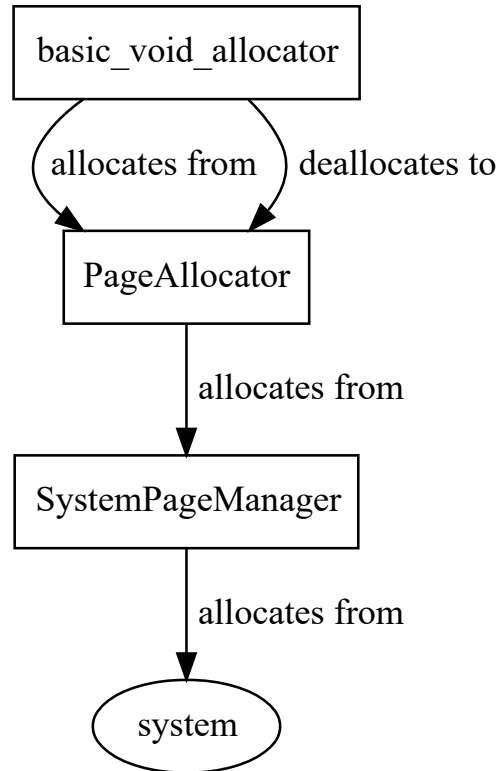 basic_void_allocator
allocates from
deallocates to
PageAllocator
allocates from
SystemPageManager
allocates from
system